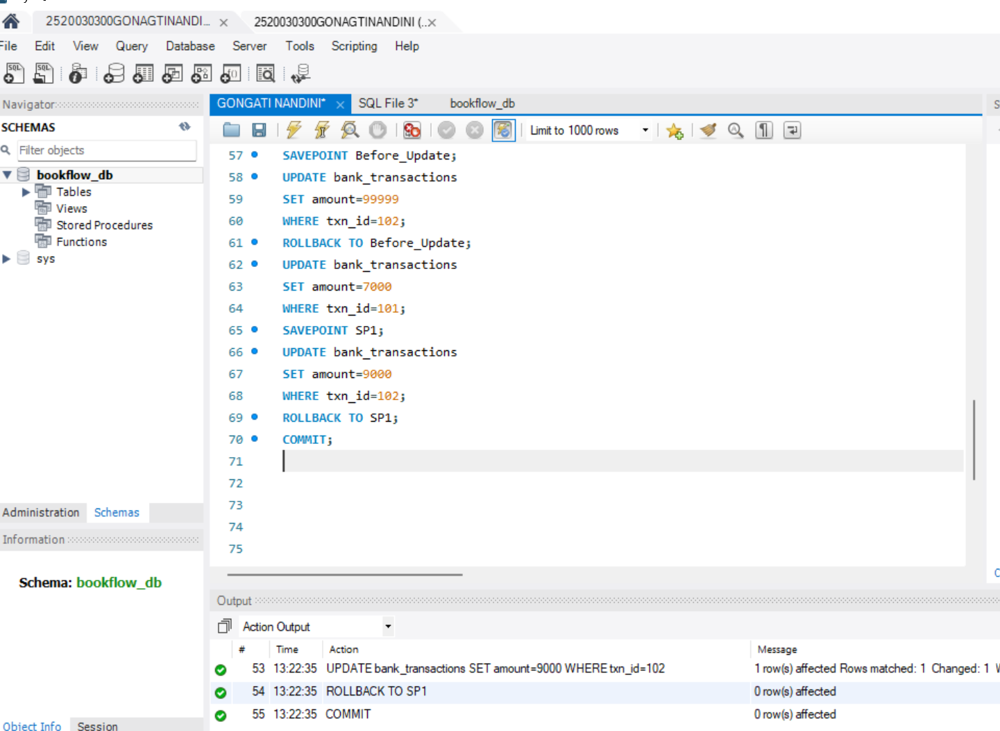 2520030300GONAGTINANDI...
2520030300GONAGTINANDINI (..
File Edit View Query Database Server Tools Scripting Help
Navigator
SCHEMAS
Filter objects
bookflow_db
Tables
Views
Stored Procedures
Functions
sys
Administration Schemas
Information
Schema: bookflow_db
Object Info Session
GONGATI NANDINI* SQL File 3* bookflow_db
Limit to 1000 rows
57 SAVEPOINT Before_Update;
58 UPDATE bank_transactions
59 SET amount=99999
60 WHERE txn_id=102;
61 ROLLBACK TO Before_Update;
62 UPDATE bank_transactions
63 SET amount=7000
64 WHERE txn_id=101;
65 SAVEPOINT SP1;
66 UPDATE bank_transactions
67 SET amount=9000
68 WHERE txn_id=102;
69 ROLLBACK TO SP1;
70 COMMIT;
71
72
73
74
75
Output
Action Output
# Time Action Message
53 13:22:35 UPDATE bank_transactions SET amount=9000 WHERE txn_id=102 1 row(s) affected Rows matched: 1 Changed: 1
54 13:22:35 ROLLBACK TO SP1 0 row(s) affected
55 13:22:35 COMMIT 0 row(s) affected